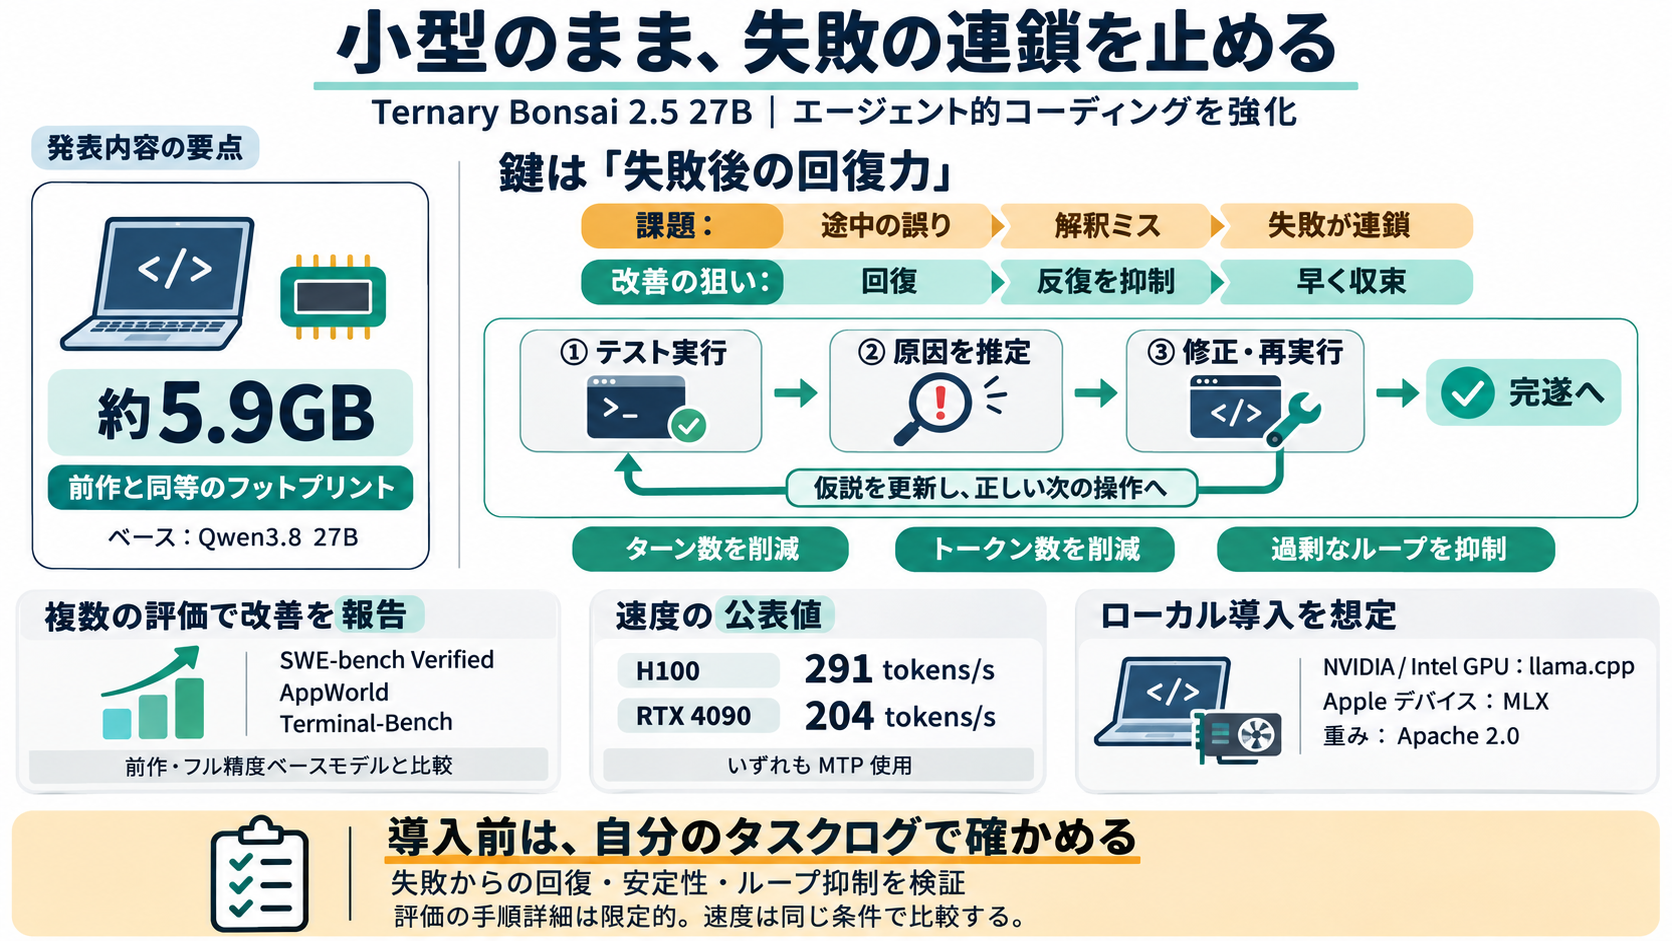 小型のまま、失敗の連鎖を止める
Ternary Bonsai 2.5 27B｜エージェント的コーディングを強化
発表内容の要点
</>
約5.9GB
前作と同等のフットプリント
ベース：Qwen3.8 27B
鍵は「失敗後の回復力」
課題： 途中の誤り 解釈ミス 失敗が連鎖
改善の狙い： 回復 反復を抑制 早く収束
① テスト実行
>_
② 原因を推定
!
③ 修正・再実行
</>
完遂へ
仮説を更新し、正しい次の操作へ
ターン数を削減
トークン数を削減
過剰なループを抑制
複数の評価で改善を報告
SWE-bench Verified
AppWorld
Terminal-Bench
前作・フル精度ベースモデルと比較
速度の公表値
H100 291 tokens/s
RTX 4090 204 tokens/s
いずれも MTP 使用
ローカル導入を想定
</>
NVIDIA / Intel GPU：llama.cpp
Apple デバイス：MLX
重み：Apache 2.0
導入前は、自分のタスクログで確かめる
失敗からの回復・安定性・ループ抑制を検証
評価の手順詳細は限定的。速度は同じ条件で比較する。